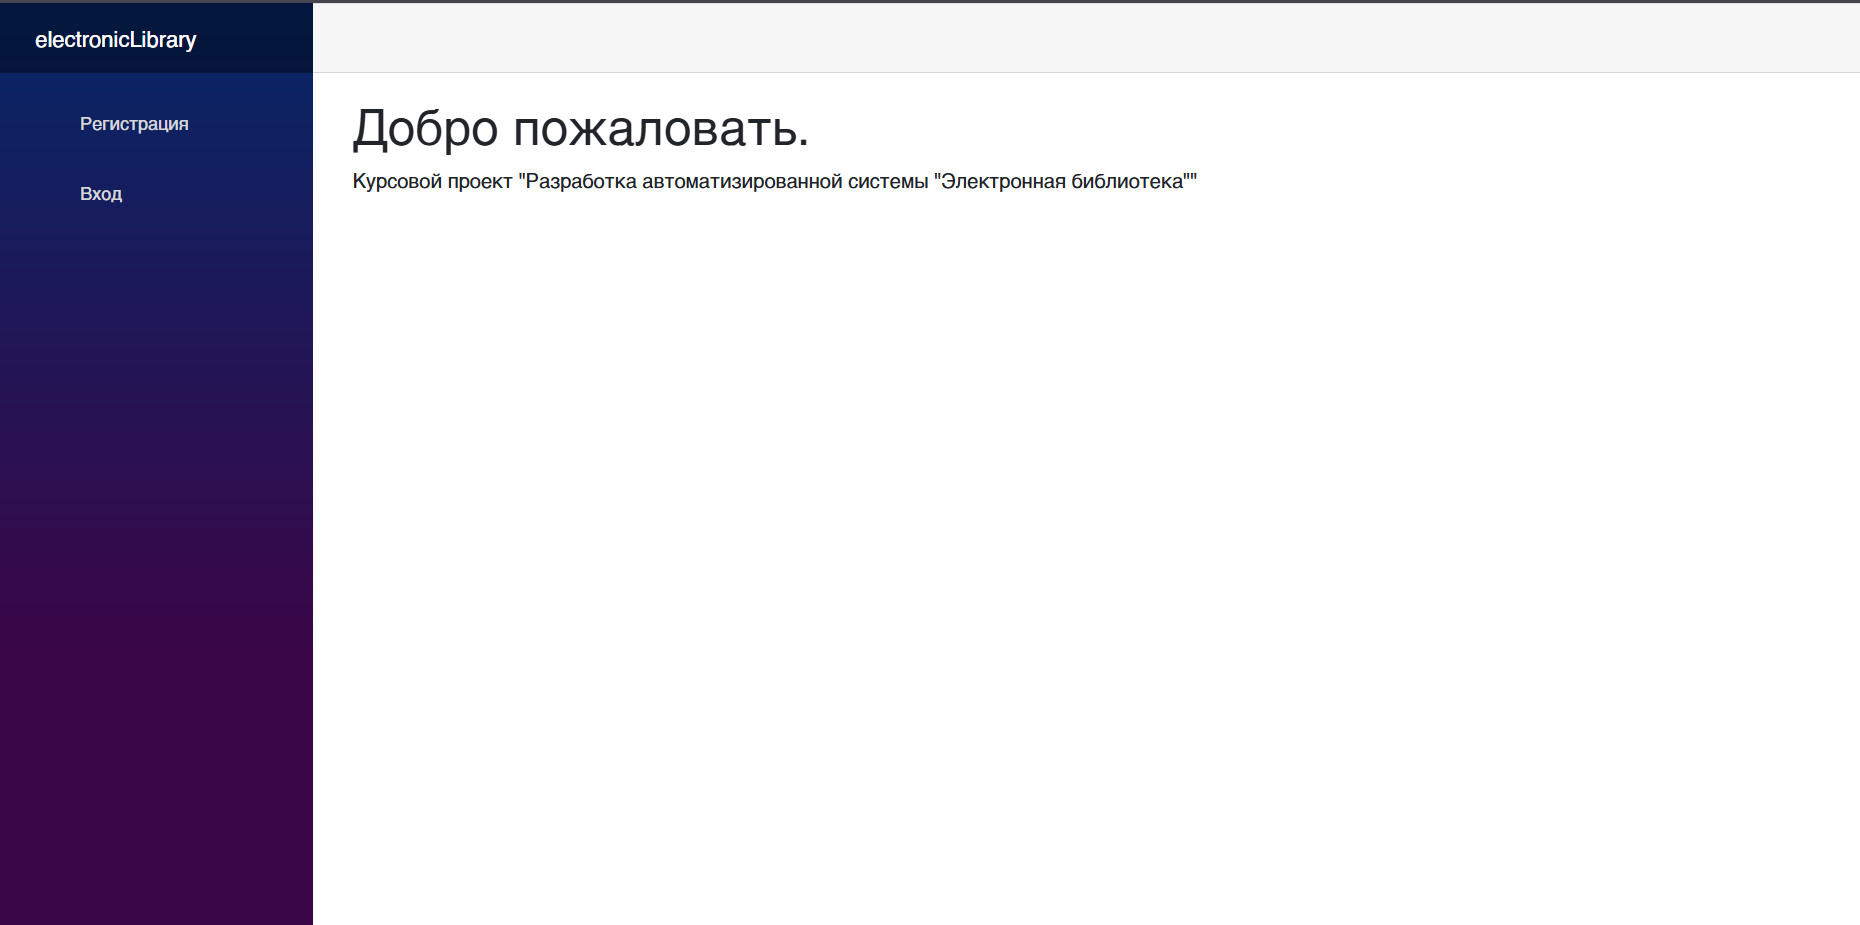 electronicLibrary
Регистрация
Вход
Добро пожаловать.
Курсовой проект "Разработка автоматизированной системы "Электронная библиотека""